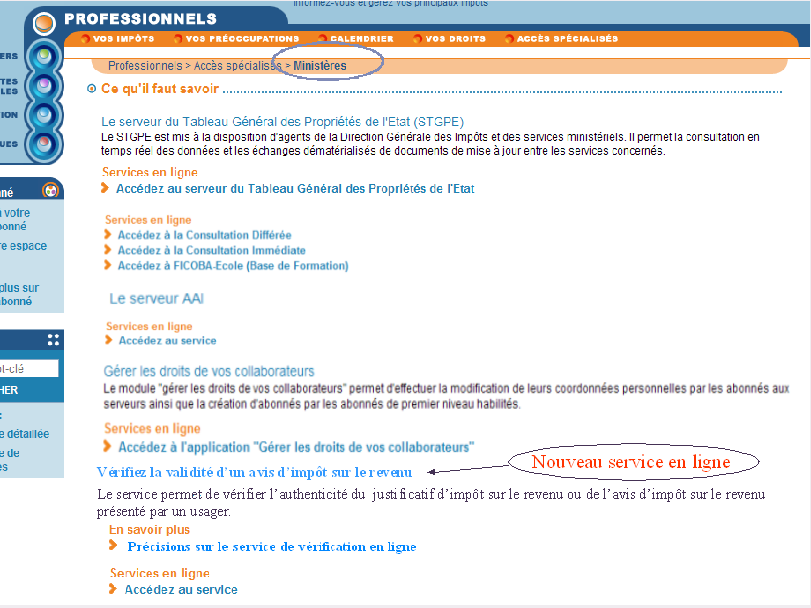 informez-vous et gérez vos principaux impôts
PROFESSIONNELS
VOS IMPÔTS VOS PRÉOCCUPATIONS CALENDRIER VOS DROITS ACCÈS SPÉCIALISÉS
Professionnels > Accès spécialisés > Ministères
Ce qu'il faut savoir
Le serveur du Tableau Général des Propriétés de l'Etat (STGPE)
Le STGPE est mis à la disposition d'agents de la Direction Générale des Impôts et des services ministériels. Il permet la consultation en
temps réel des données et les échanges dématérialisés de documents de mise à jour entre les services concernés.
Services en ligne
Accédez au serveur du Tableau Général des Propriétés de l'Etat
Services en ligne
Accédez à la Consultation Différée
Accédez à la Consultation Immédiate
Accédez à FICOBA-Ecole (Base de Formation)
Le serveur AAI
Services en ligne
Accédez au service
Gérer les droits de vos collaborateurs
Le module "gérer les droits de vos collaborateurs" permet d'effectuer la modification de leurs coordonnées personnelles par les abonnés aux
serveurs ainsi que la création d'abonnés par les abonnés de premier niveau habilités.
Services en ligne
Accédez à l'application "Gérer les droits de vos collaborateurs"
Vérifiez la validité d'un avis d'impôt sur le revenu
Nouveau service en ligne
Le service permet de vérifier l'authenticité du justificatif d'impôt sur le revenu ou de l'avis d'impôt sur le revenu
présenté par un usager.
En savoir plus
Précisions sur le service de vérification en ligne
Services en ligne
Accédez au service
ERS
TES
LES
ION
UES
né
votre
onné
re espace
plus sur
bonné
t-clé
HER
e détaillée
e de
es